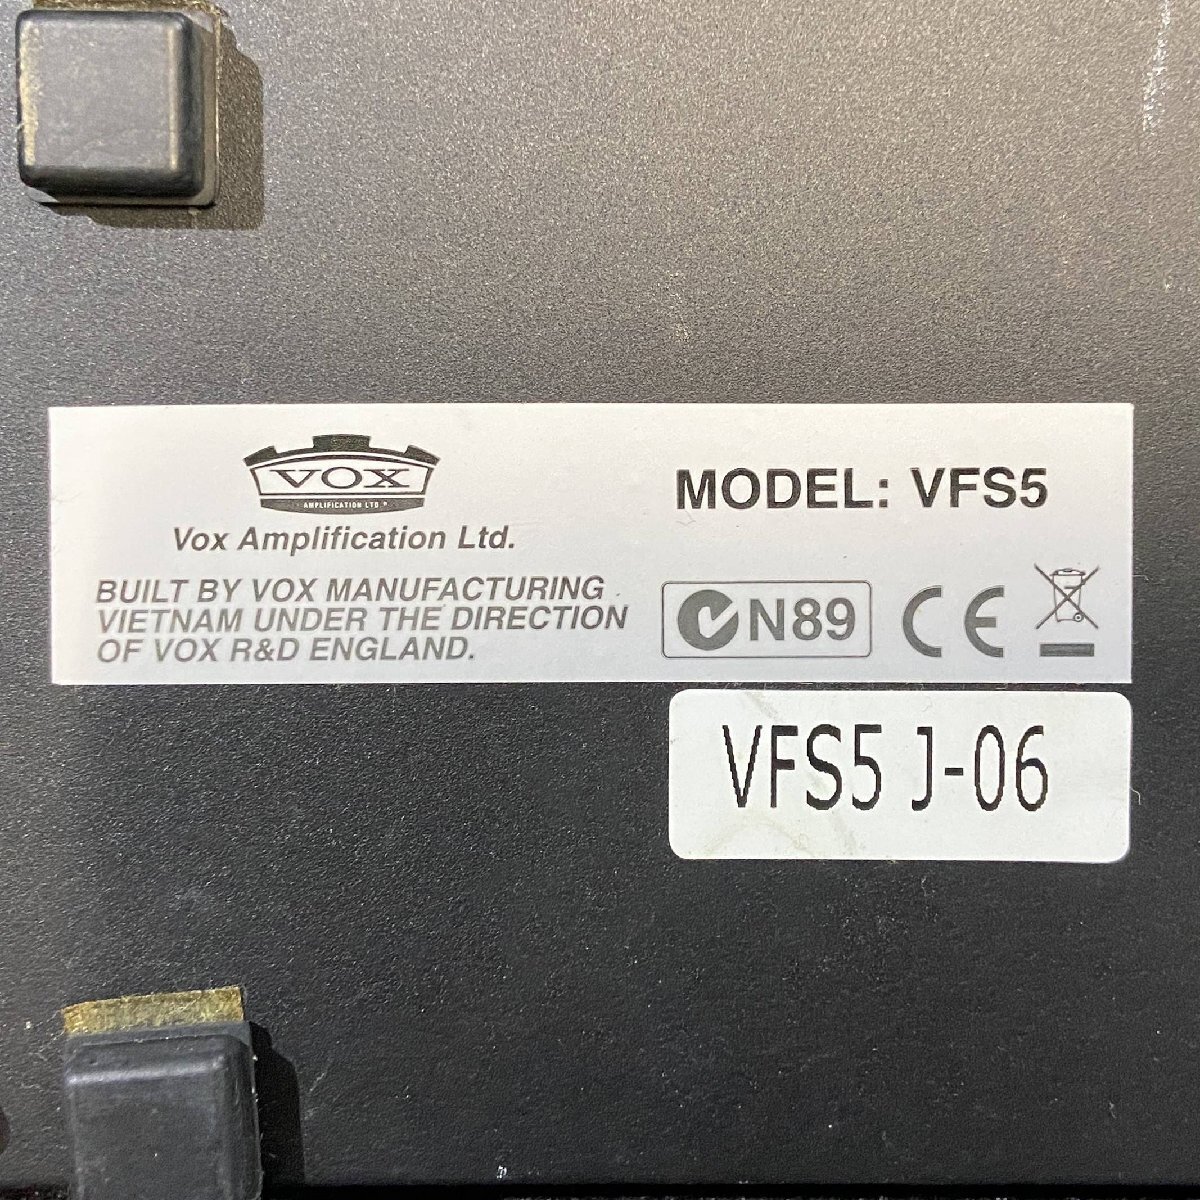 VOX
AMPLIFICATION LTD.
Vox Amplification Ltd.
BUILT BY VOX MANUFACTURING
VIETNAM UNDER THE DIRECTION
OF VOX R&D ENGLAND.
MODEL: VFS5
N89 CE
VFS5 J-06